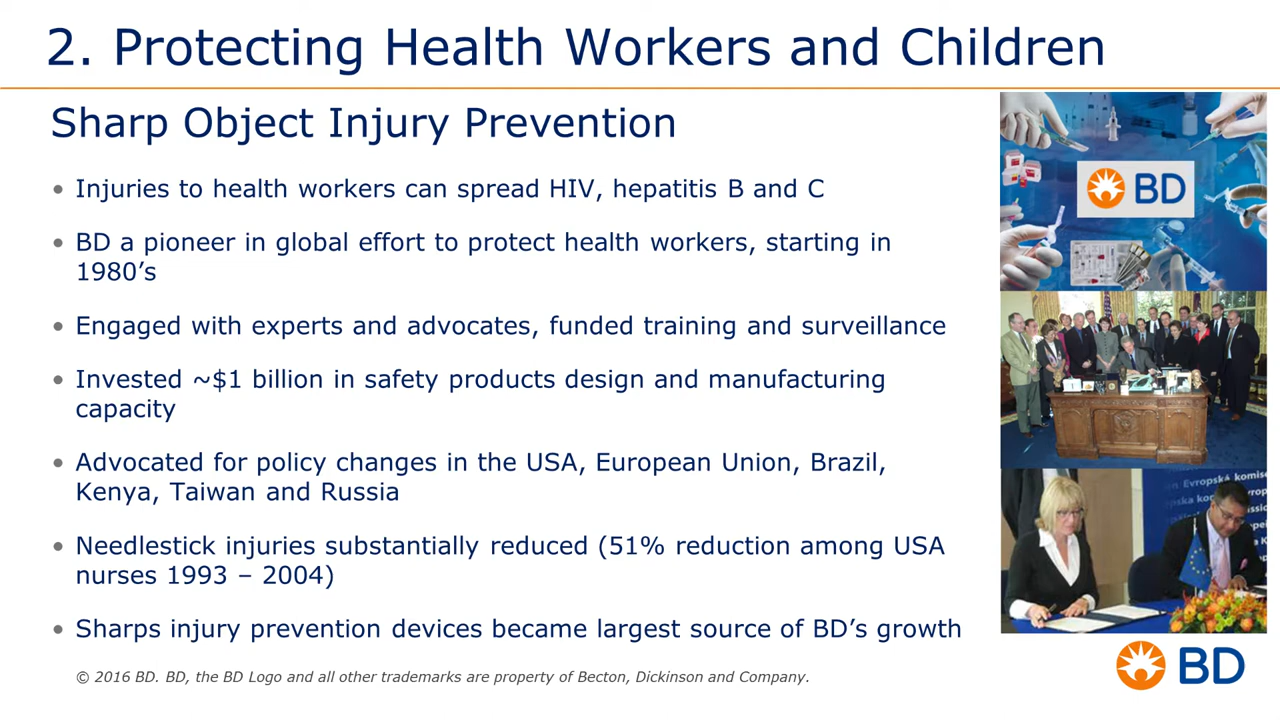 2. Protecting Health Workers and Children
Sharp Object Injury Prevention
• Injuries to health workers can spread HIV, hepatitis B and C
• BD a pioneer in global effort to protect health workers, starting in
1980’s
• Engaged with experts and advocates, funded training and surveillance
• Invested ~$1 billion in safety products design and manufacturing
capacity
• Advocated for policy changes in the USA, European Union, Brazil,
Kenya, Taiwan and Russia
• Needlestick injuries substantially reduced (51% reduction among USA
nurses 1993 – 2004)
• Sharps injury prevention devices became largest source of BD’s growth
© 2016 BD. BD, the BD Logo and all other trademarks are property of Becton, Dickinson and Company.
BD
Evropská komise
BD